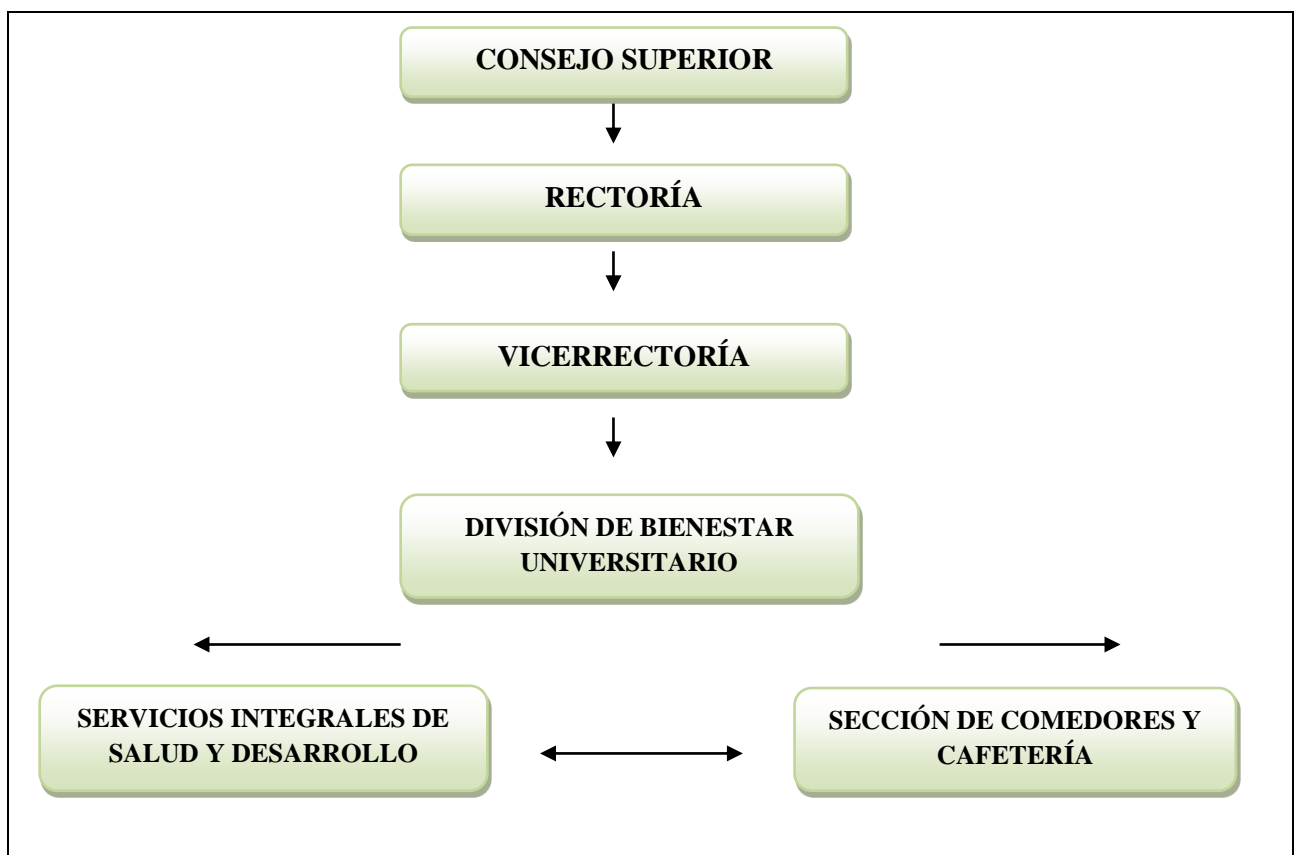 CONSEJO SUPERIOR
RECTORÍA
VICERRECTORÍA
DIVISIÓN DE BIENESTAR
UNIVERSITARIO
SERVICIOS INTEGRALES DE
SALUD Y DESARROLLO
SECCIÓN DE COMEDORES Y
CAFETERÍA